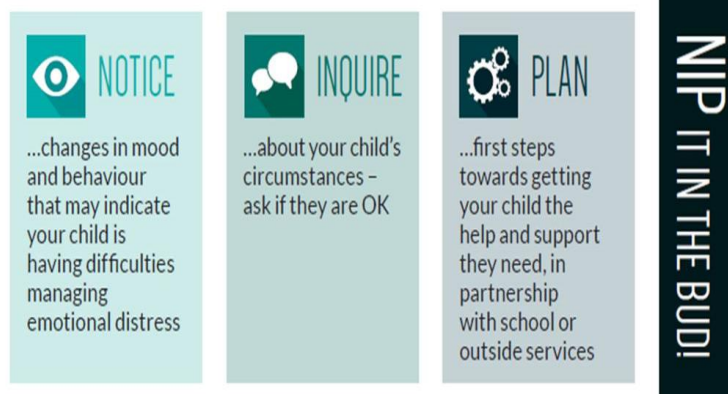 NOTICE
...changes in mood
and behaviour
that may indicate
your child is
having difficulties
managing
emotional distress
INQUIRE
...about your child's
circumstances –
ask if they are OK
PLAN
...first steps
towards getting
your child the
help and support
they need, in
partnership
with school or
outside services
NIP IT IN THE BUD!